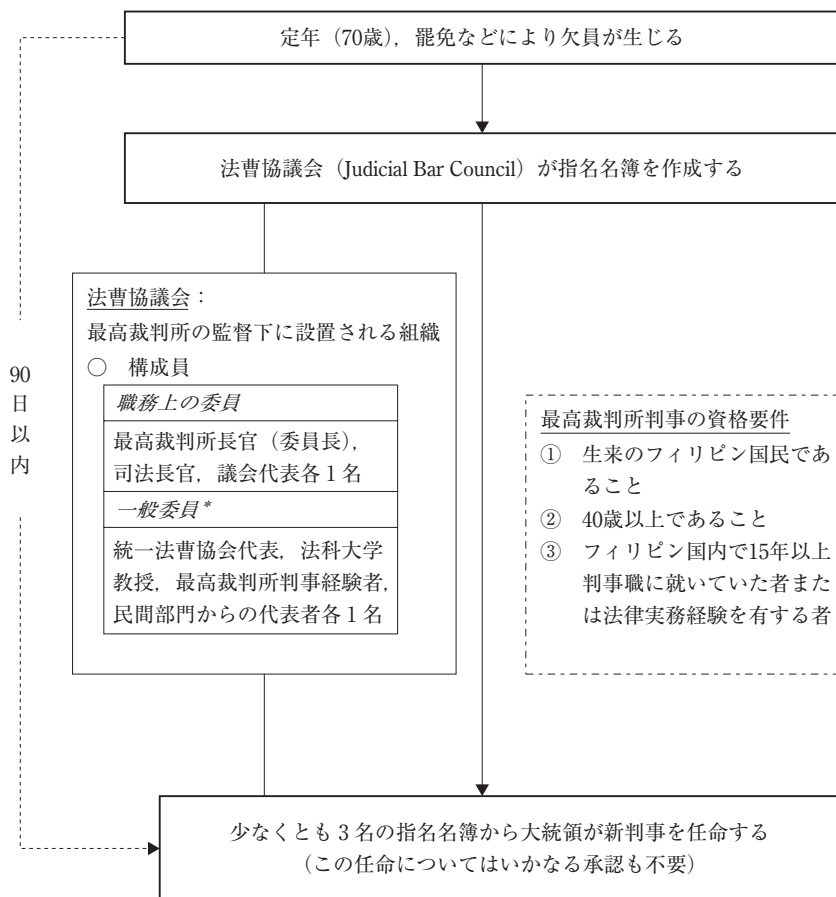 定年（70歳），罷免などにより欠員が生じる
法曹協議会（Judicial Bar Council）が指名名簿を作成する
90
日
以
内
法曹協議会：
最高裁判所の監督下に設置される組織
○　構成員
職務上の委員
最高裁判所長官（委員長），
司法長官，議会代表各１名
一般委員*
統一法曹協会代表，法科大学
教授，最高裁判所判事経験者，
民間部門からの代表者各１名
最高裁判所判事の資格要件
①　生来のフィリピン国民であ
ること
②　40歳以上であること
③　フィリピン国内で15年以上
判事職に就いていた者また
は法律実務経験を有する者
少なくとも３名の指名名簿から大統領が新判事を任命する
（この任命についてはいかなる承認も不要）